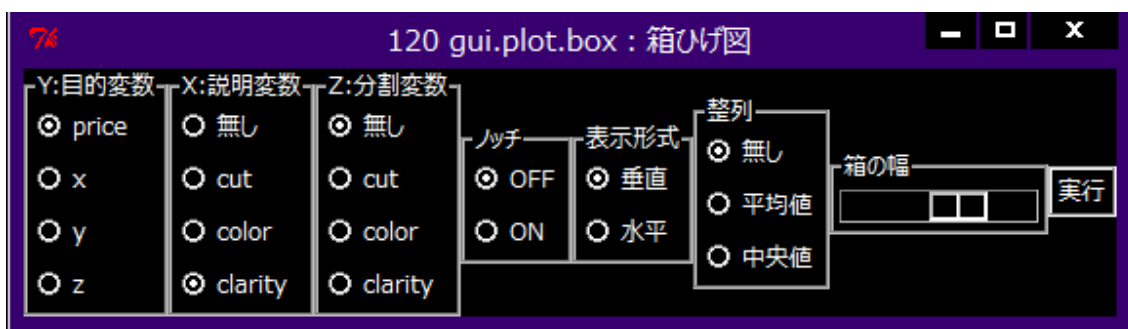 120 gui.plot.box : 箱ひげ図
Y:目的変数
price
x
y
z
X:説明変数
無し
cut
color
clarity
Z:分割変数
無し
cut
color
clarity
ノッチ
OFF
ON
表示形式
垂直
水平
整列
無し
平均値
中央値
箱の幅
実行